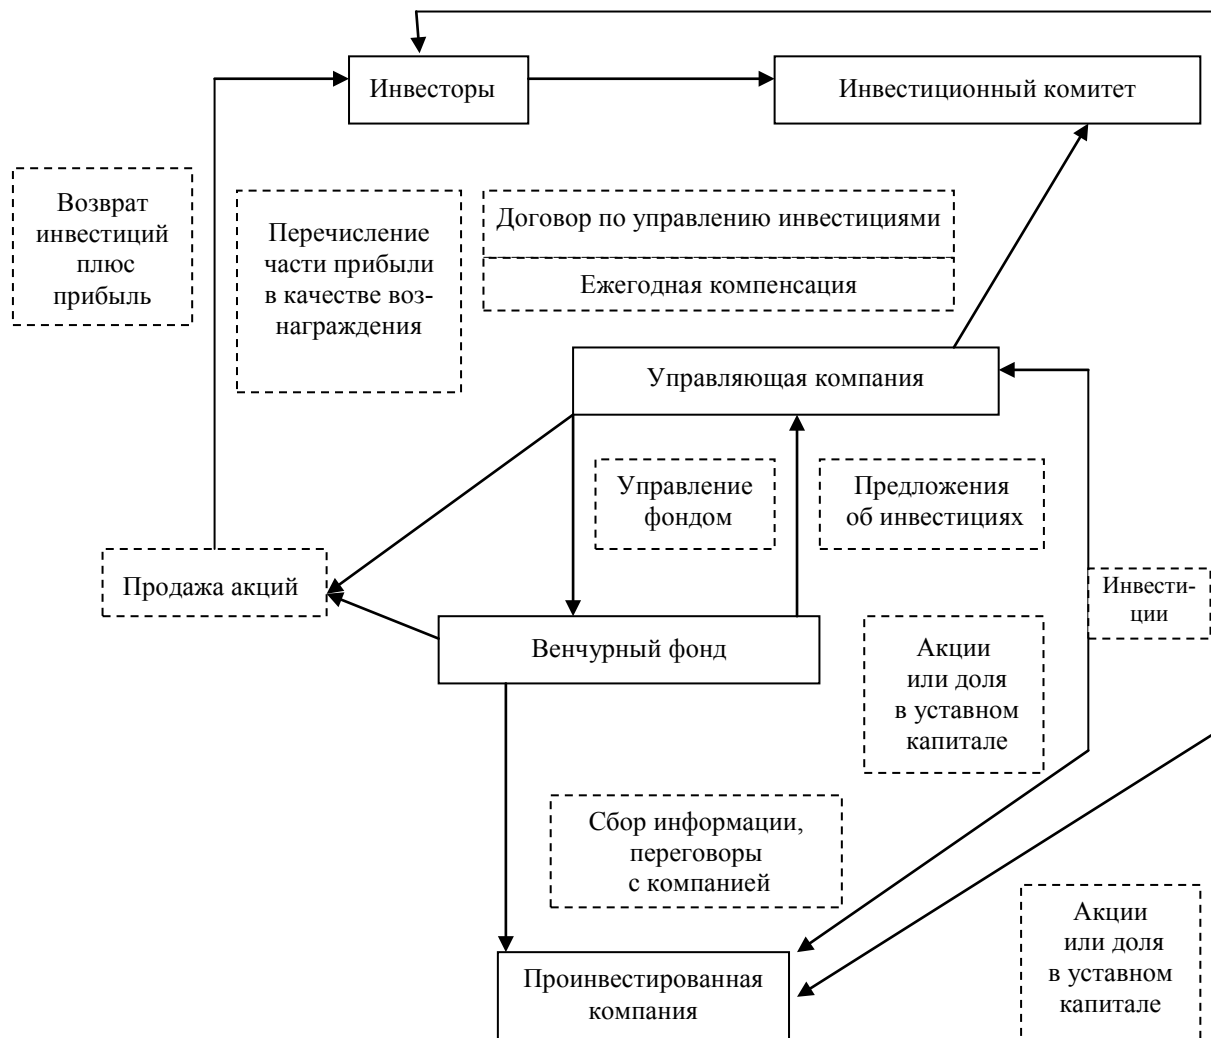 Инвесторы
Инвестиционный комитет
Возврат
инвестиций
плюс
прибыль
Перечисление
части прибыли
в качестве воз-
награждения
Договор по управлению инвестициями
Ежегодная компенсация
Управляющая компания
Управление
фондом
Предложения
об инвестициях
Продажа акций
Инвести-
ции
Венчурный фонд
Акции
или доля
в уставном
капитале
Сбор информации,
переговоры
с компанией
Акции
или доля
в уставном
капитале
Проинвестированная
компания